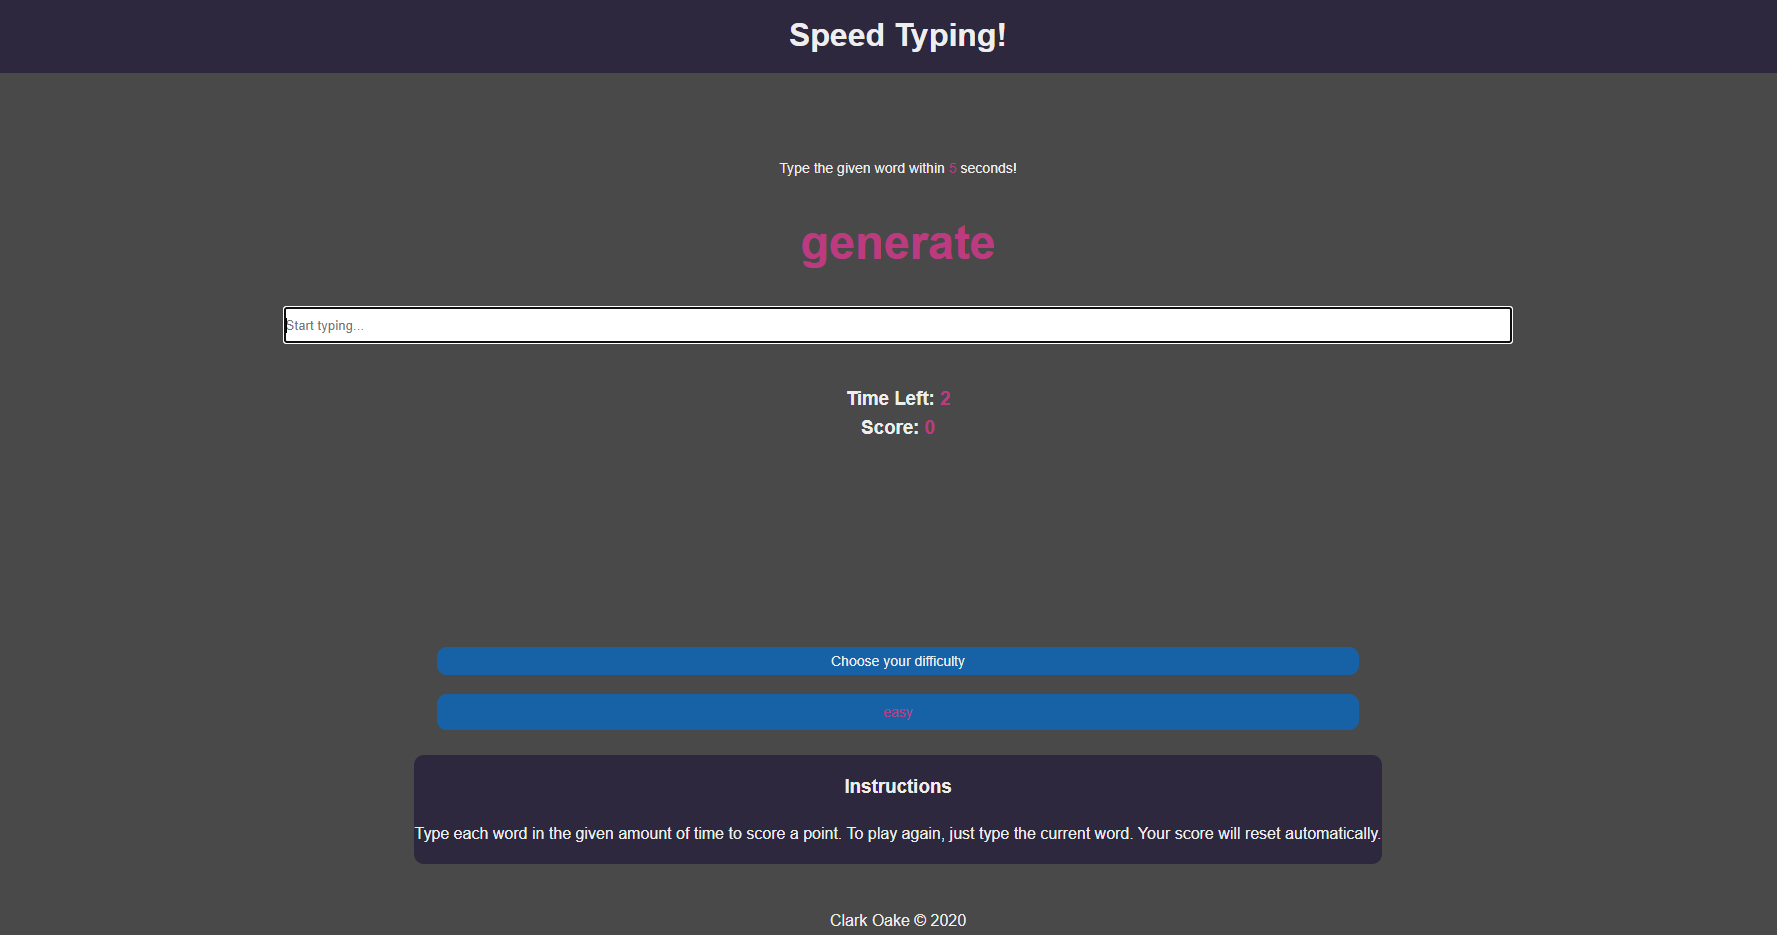 Speed Typing!
Type the given word within 5 seconds!
generate
Start typing...
Time Left: 2
Score: 0
Choose your difficulty
easy
Instructions
Type each word in the given amount of time to score a point. To play again, just type the current word. Your score will reset automatically.
Clark Oake © 2020